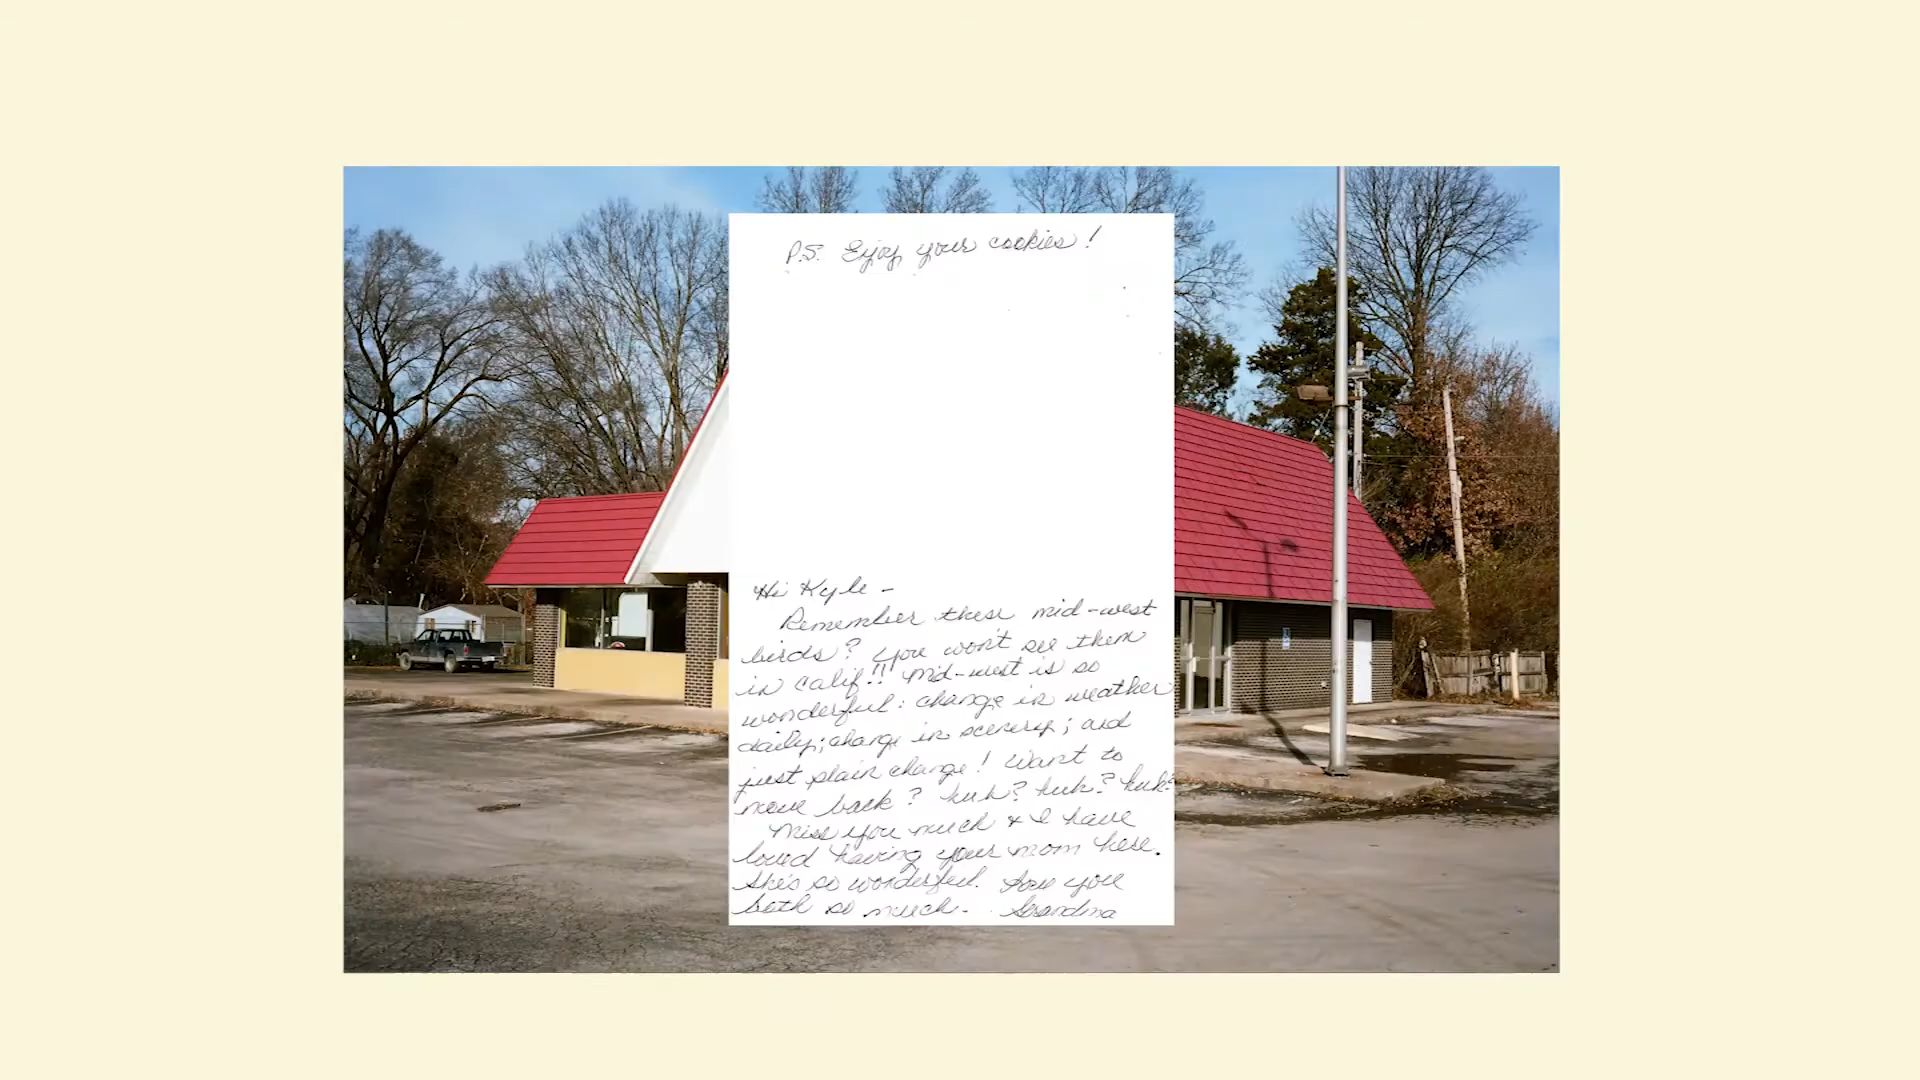 P.S. Ejoy your cookies!
Hi Kyle -
Remember these mid-west
birds? You won't see them
in Calif!! Mid-west is so
wonderful: change in weather
daily; change in scenery; and
just plain change! Want to
move back? huh? huh? huh?
Miss you much & I have
loved having your mom here.
She's so wonderful. Love you
both so much. Grandma